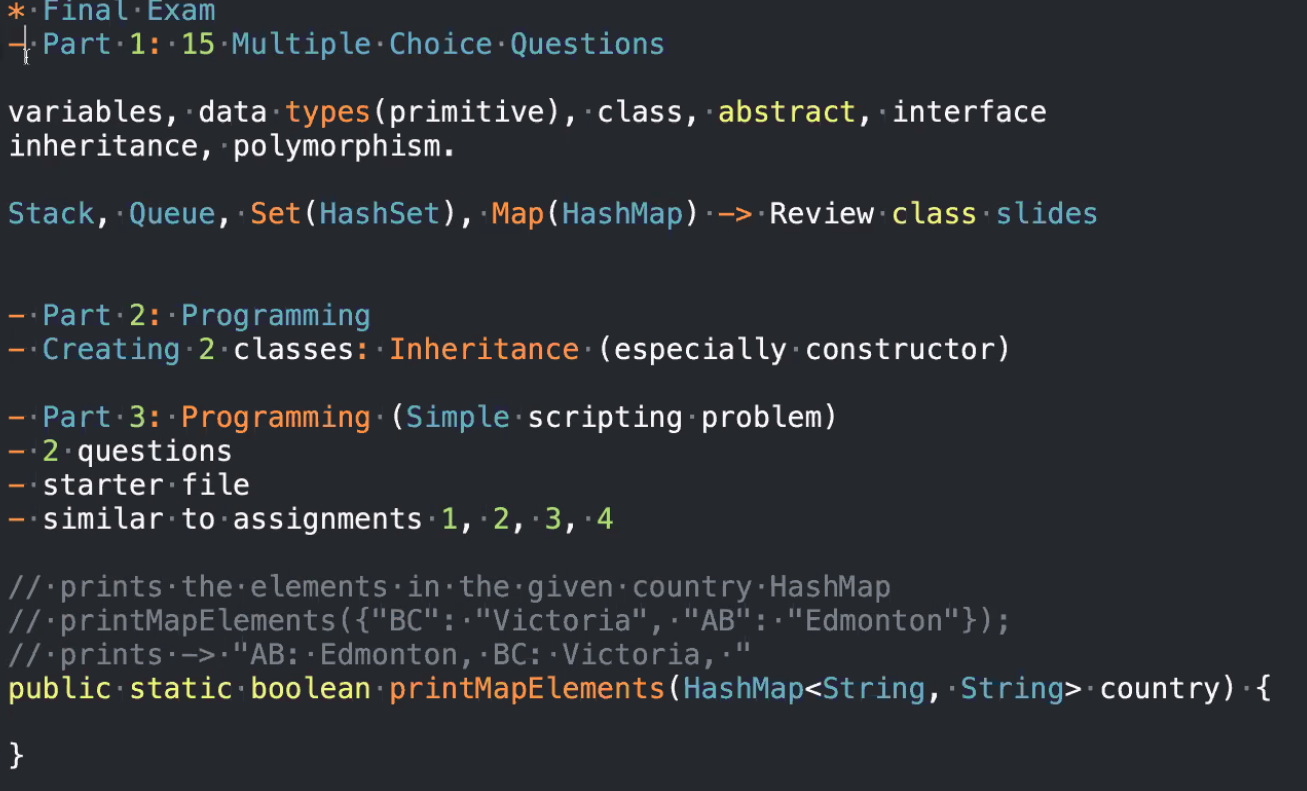 * Final Exam
- Part 1: 15 Multiple Choice Questions
variables, data types(primitive), class, abstract, interface
inheritance, polymorphism.
Stack, Queue, Set(HashSet), Map(HashMap) -> Review class slides
- Part 2: Programming
- Creating 2 classes: Inheritance (especially constructor)
- Part 3: Programming (Simple scripting problem)
- 2 questions
- starter file
- similar to assignments 1, 2, 3, 4
// prints the elements in the given country HashMap
// printMapElements({"BC": "Victoria", "AB": "Edmonton"});
// prints -> "AB: Edmonton, BC: Victoria, "
public static boolean printMapElements(HashMap<String, String> country) {
}